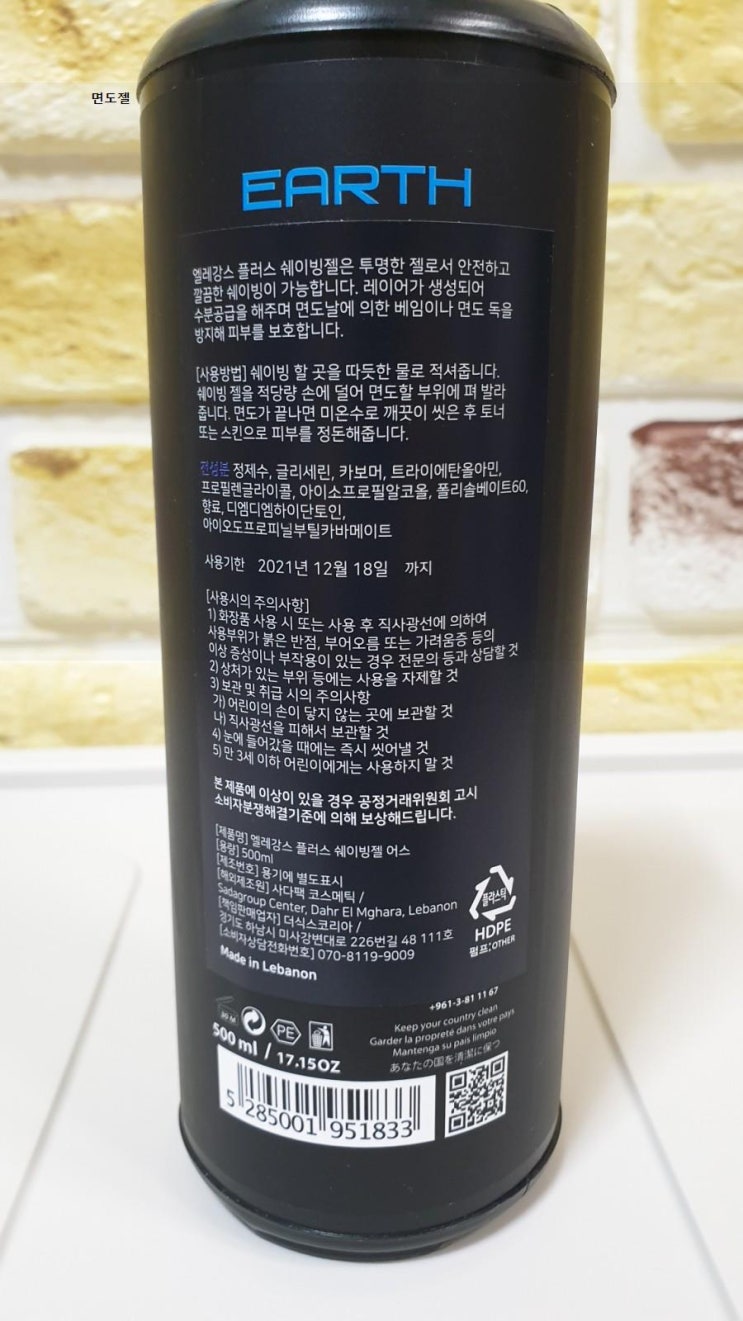 면도젤
EARTH
엘레강스 플러스 쉐이빙젤은 투명한 젤로서 안전하고
깔끔한 쉐이빙이 가능합니다. 레이어가 생성되어
수분공급을 해주며 면도날에 의한 베임이나 면도 독을
방지해 피부를 보호합니다.
[사용방법] 쉐이빙 할 곳을 따듯한 물로 적셔줍니다.
쉐이빙 젤을 적당량 손에 덜어 면도할 부위에 펴 발라
줍니다. 면도가 끝나면 미온수로 깨끗이 씻은 후 토너
또는 스킨으로 피부를 정돈해줍니다.
전성분 정제수, 글리세린, 카보머, 트라이에탄올아민,
프로필렌글라이콜, 아이소프로필알코올, 폴리솔베이트60,
향료, 디엠디엠하이단토인,
아이오도프로피닐부틸카바메이트
사용기한 2021년 12월 18일 까지
[사용시의 주의사항]
1) 화장품 사용 시 또는 사용 후 직사광선에 의하여
사용부위가 붉은 반점, 부어오름 또는 가려움증 등의
이상 증상이나 부작용이 있는 경우 전문의 등과 상담할 것
2) 상처가 있는 부위 등에는 사용을 자제할 것
3) 보관 및 취급 시의 주의사항
가) 어린이의 손이 닿지 않는 곳에 보관할 것
나) 직사광선을 피해서 보관할 것
4) 눈에 들어갔을 때에는 즉시 씻어낼 것
5) 만 3세 이하 어린이에게는 사용하지 말 것
본 제품에 이상이 있을 경우 공정거래위원회 고시
소비자분쟁해결기준에 의해 보상해드립니다.
[제품명] 엘레강스 플러스 쉐이빙젤 어스
[용량] 500ml
[제조번호] 용기에 별도표시
[해외제조원] 사다팩 코스메틱 /
Sadagroup Center, Dahr El Mghara, Lebanon
[책임판매업자] 더식스코리아 /
경기도 하남시 미사강변대로 226번길 48 111호
[소비자상담전화번호] 070-8119-9009
Made in Lebanon
플라스틱
HDPE
펌프:OTHER
+961-3-81 11 67
Keep your country clean
Garder la propreté dans votre pays
Mantenga su pais limpio
あなたの国を清潔に保つ
30 M
PE
500 ml / 17.15OZ
5 285001 951833